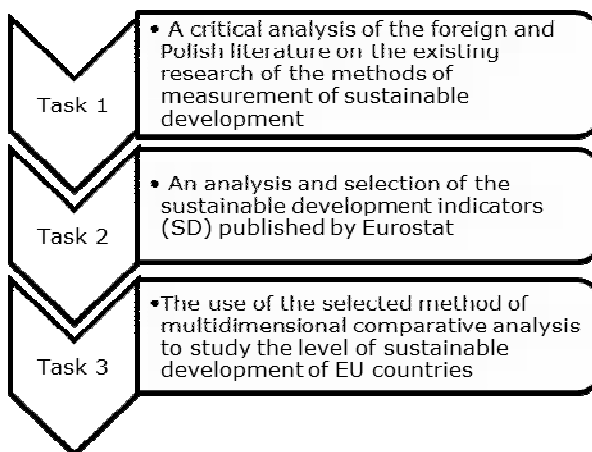 • A critical analysis of the foreign and
Polish literature on the existing
research of the methods of
measurement of sustainable
development
Task 1
• An analysis and selection of the
sustainable development indicators
(SD) published by Eurostat
Task 2
•The use of the selected method of
multidimensional comparative analysis
to study the level of sustainable
development of EU countries
Task 3